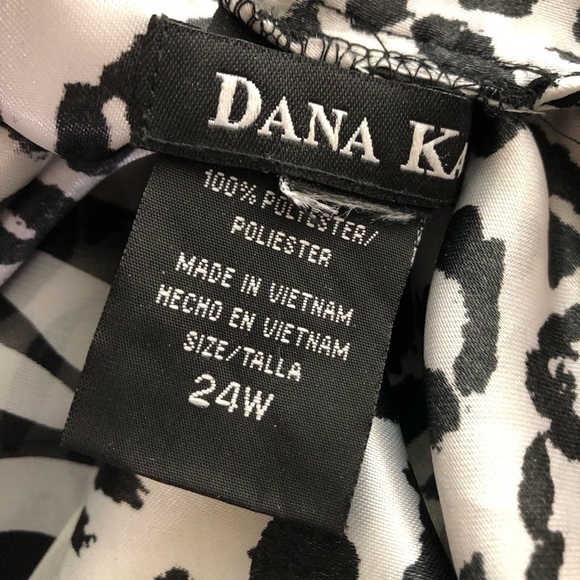 DANA KA
100% POLYESTER/
POLIESTER
MADE IN VIETNAM
HECHO EN VIETNAM
SIZE/TALLA
24W